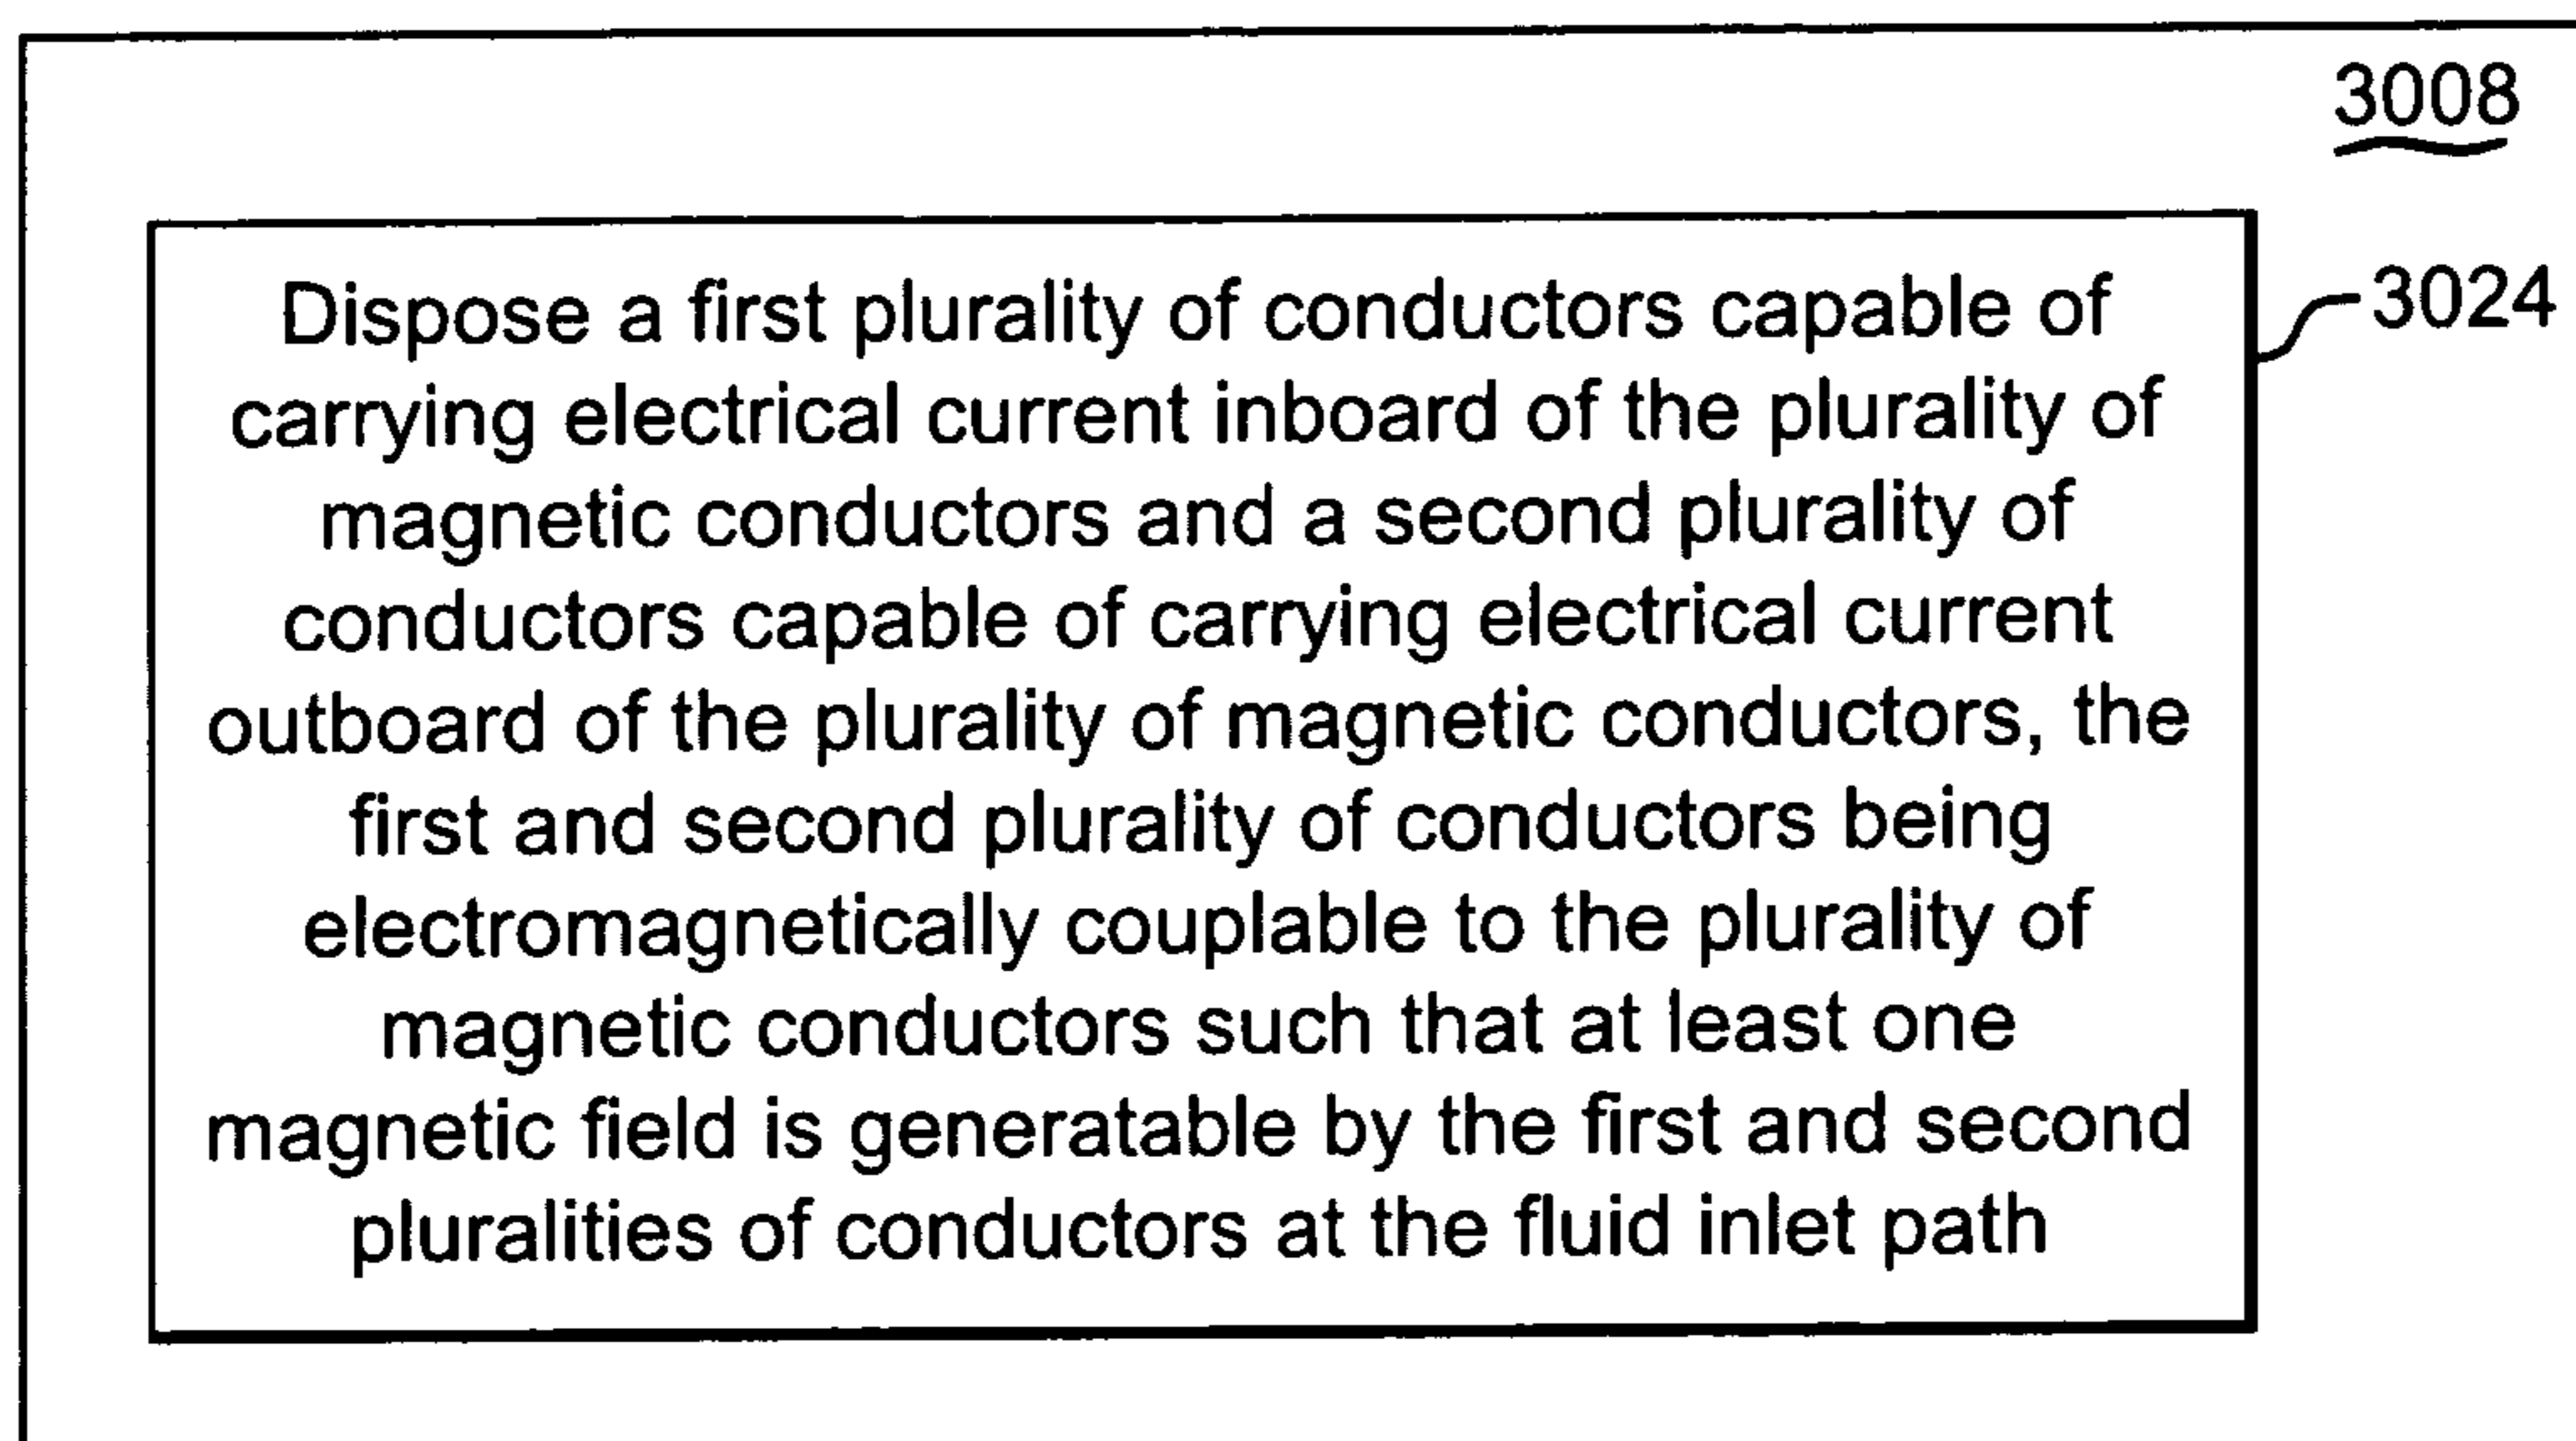 3008
Dispose a first plurality of conductors capable of
3024
carrying electrical current inboard of the plurality of
magnetic conductors and a second plurality of
conductors capable of carrying electrical current
outboard of the plurality of magnetic conductors, the
first and second plurality of conductors being
electromagnetically couplable to the plurality of
magnetic conductors such that at least one
magnetic field is generatable by the first and second
pluralities of conductors at the fluid inlet path